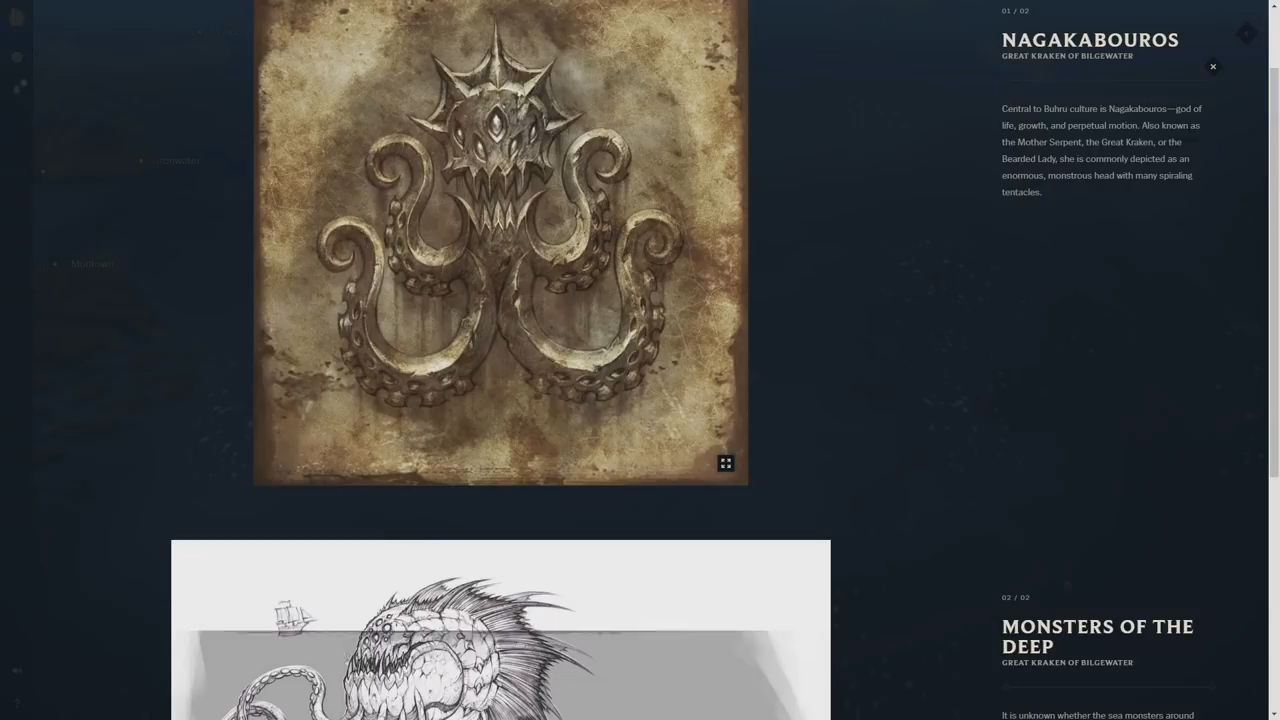 01 / 02
NAGAKABOUROS
GREAT KRAKEN OF BILGEWATER
Central to Buhru culture is Nagakabouros—god of
life, growth, and perpetual motion. Also known as
the Mother Serpent, the Great Kraken, or the
Bearded Lady, she is commonly depicted as an
enormous, monstrous head with many spiraling
tentacles.
02 / 02
MONSTERS OF THE
DEEP
GREAT KRAKEN OF BILGEWATER
It is unknown whether the sea monsters around